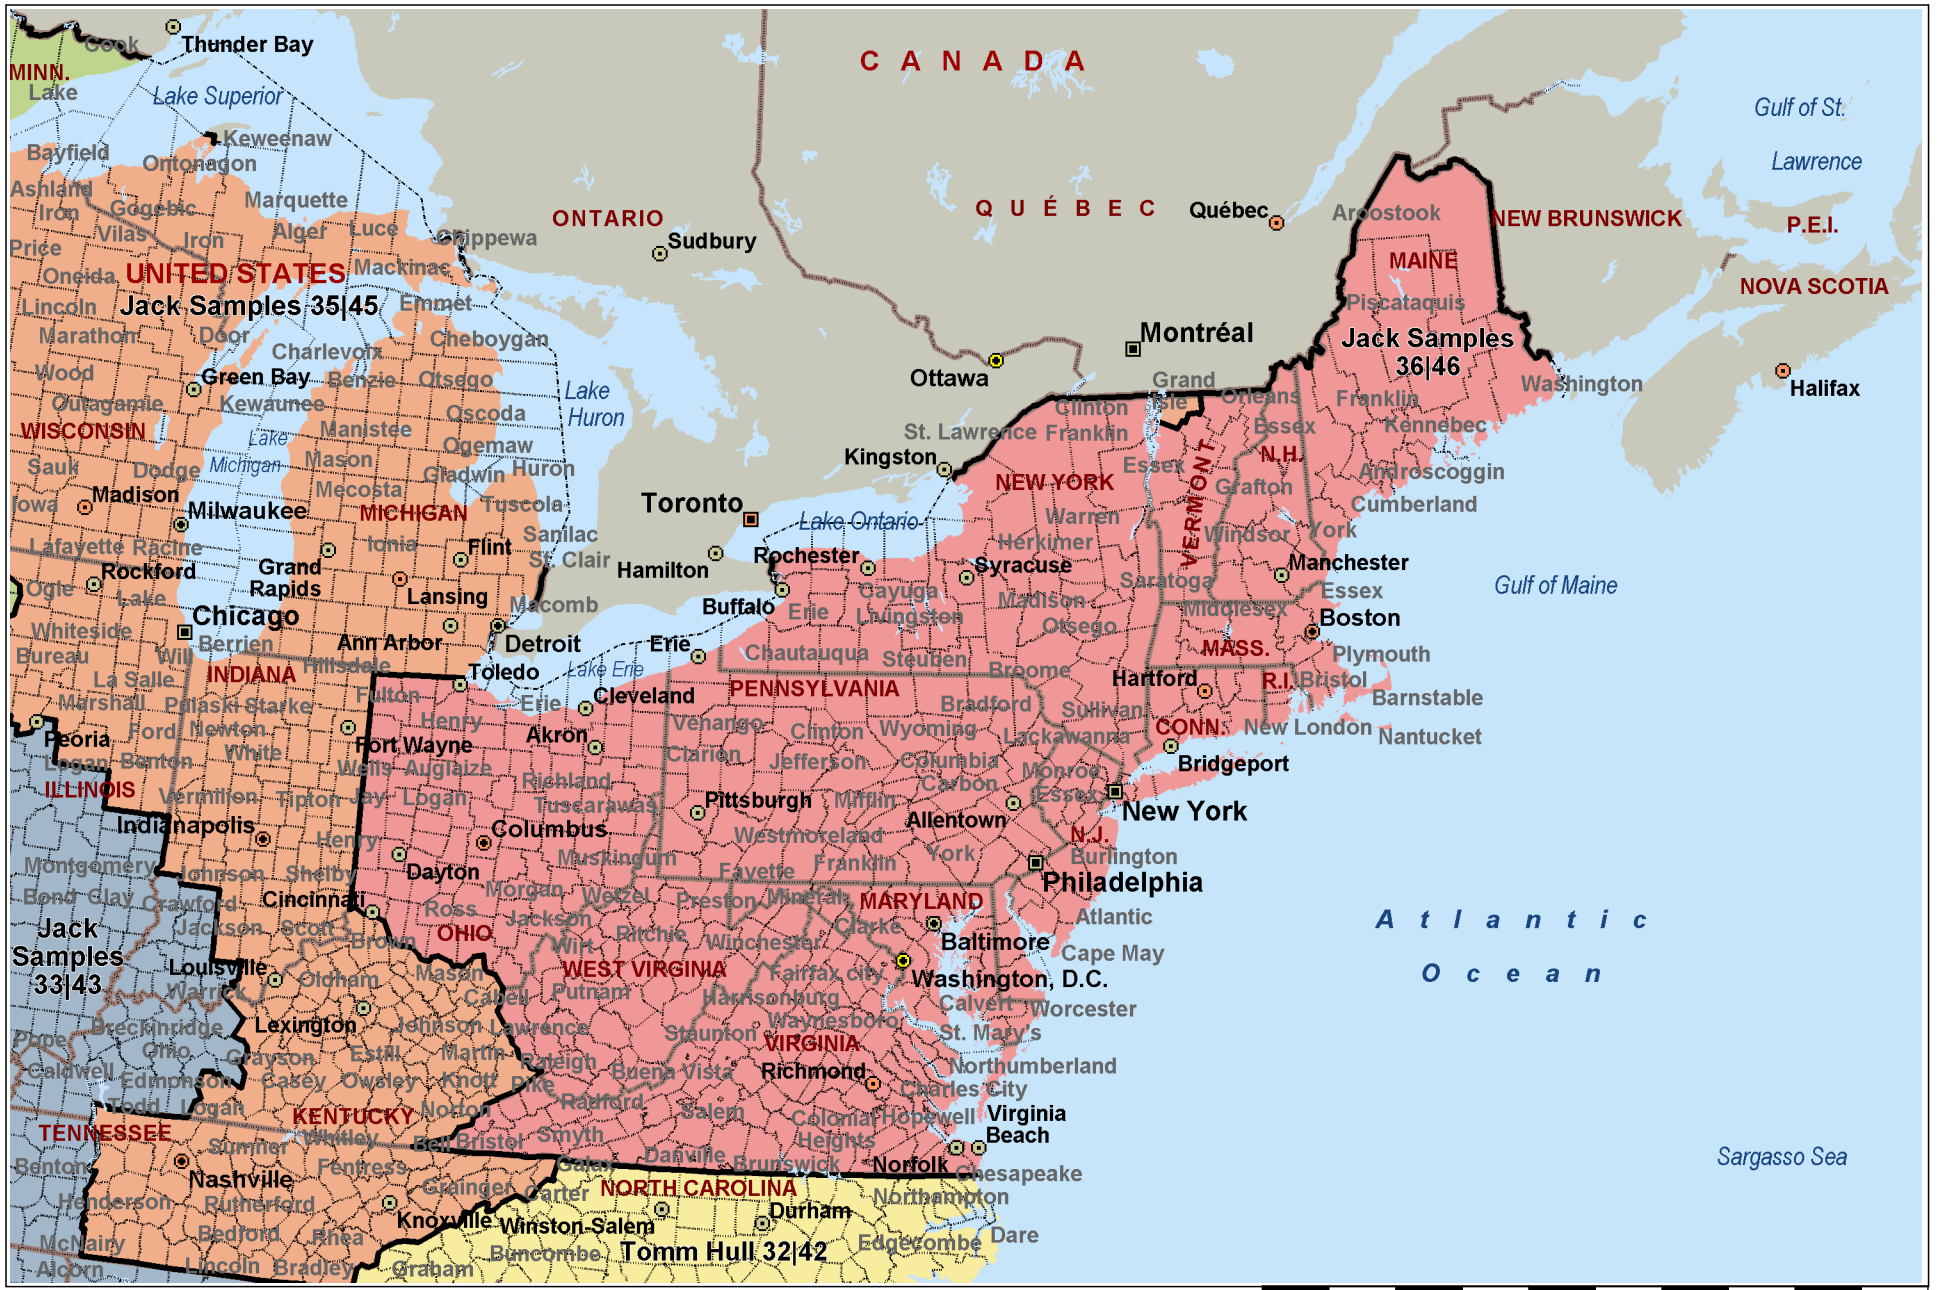 Cook
Thunder Bay
CANADA
MINN.
Lake
Lake Superior
Gulf of St.
Lawrence
Keweenaw
Bayfield
Ontonagon
Ashland
Iron
Gogebic
Marquette
Aroostook
NEW BRUNSWICK
P.E.I.
ONTARIO
QUÉBEC
Québec
Price
Vilas
Iron
Alger
Luce
Chippewa
Sudbury
Oneida
UNITED STATES
Mackinac
MAINE
NOVA SCOTIA
Lincoln
Jack Samples 35|45
Emmet
Piscataquis
Marathon
Door
Charlevoix
Cheboygan
Montréal
Jack Samples
36|46
Wood
Green Bay
Benzie
Otsego
Ottawa
Grand
Isle
Washington
Halifax
Outagamie
Kewaunee
Oscoda
Lake
Huron
Clinton
Orleans
Franklin
WISCONSIN
Lake
Michigan
Manistee
Ogemaw
St. Lawrence
Franklin
Essex
Kennebec
Sauk
Dodge
Mason
Gladwin
Huron
Kingston
Essex
N.H.
Androscoggin
Iowa
Madison
Mecosta
Tuscola
Toronto
NEW YORK
VERMONT
Grafton
Cumberland
Milwaukee
MICHIGAN
Lake Ontario
Warren
Lafayette
Racine
Ionia
Flint
Sanilac
St. Clair
Hamilton
Rochester
Herkimer
Windsor
York
Rockford
Grand
Rapids
Lansing
Syracuse
Saratoga
Manchester
Gulf of Maine
Ogle
Lake
Macomb
Buffalo
Erie
Cayuga
Livingston
Madison
Middlesex
Essex
Whiteside
Chicago
Berrien
Ann Arbor
Detroit
Erie
Otsego
Boston
Bureau
Will
Hillsdale
Toledo
Lake Erie
Chautauqua
Steuben
Broome
MASS.
Plymouth
La Salle
INDIANA
Fulton
Cleveland
PENNSYLVANIA
Hartford
R.I.
Bristol
Barnstable
Marshall
Pulaski
Starke
Henry
Erie
Bradford
Sullivan
Peoria
Ford
Newton
Fort Wayne
Akron
Venango
Clinton
Wyoming
Lackawanna
CONN.
New London
Nantucket
Logan
Benton
White
Wells
Auglaize
Richland
Clarion
Jefferson
Columbia
Monroe
Bridgeport
ILLINOIS
Vermilion
Tipton
Jay
Logan
Tuscarawas
Pittsburgh
Mifflin
Carbon
Essex
New York
Indianapolis
Henry
Columbus
Westmoreland
Allentown
N.J.
Montgomery
Johnson
Shelby
Dayton
Muskingum
Fayette
Franklin
York
Burlington
Bond
Clay
Crawford
Cincinnati
Morgan
Wetzel
Preston
Mineral
MARYLAND
Philadelphia
Jack
Samples
33|43
Jackson
Scott
Brown
Ross
OHIO
Jackson
Wirt
Ritchie
Winchester
Clarke
Baltimore
Atlantic
Atlantic
Ocean
Cape May
Louisville
Oldham
Mason
WEST VIRGINIA
Fairfax city
Washington, D.C.
Warrick
Cabell
Putnam
Harrisonburg
Calvert
Worcester
Breckinridge
Lexington
Johnson
Lawrence
Staunton
Waynesboro
St. Mary's
Pope
Ohio
Grayson
Estill
Martin
Raleigh
VIRGINIA
Northumberland
Caldwell
Edmonson
Casey
Owsley
Knott
Pike
Buena Vista
Richmond
Charles City
Todd
Logan
KENTUCKY
Norton
Radford
Salem
Colonial
Heights
Hopewell
Virginia
Beach
TENNESSEE
Sumner
Whitley
Bell
Bristol
Smyth
Danville
Brunswick
Norfolk
Sargasso Sea
Benton
Nashville
Fentress
Galax
Chesapeake
Henderson
Rutherford
Grainger
Carter
NORTH CAROLINA
Northampton
Bedford
Rhea
Knoxville
Winston-Salem
Durham
Edgecombe
Dare
McNairy
Buncombe
Tomm Hull 32|42
Alcorn
Lincoln
Bradley
Graham